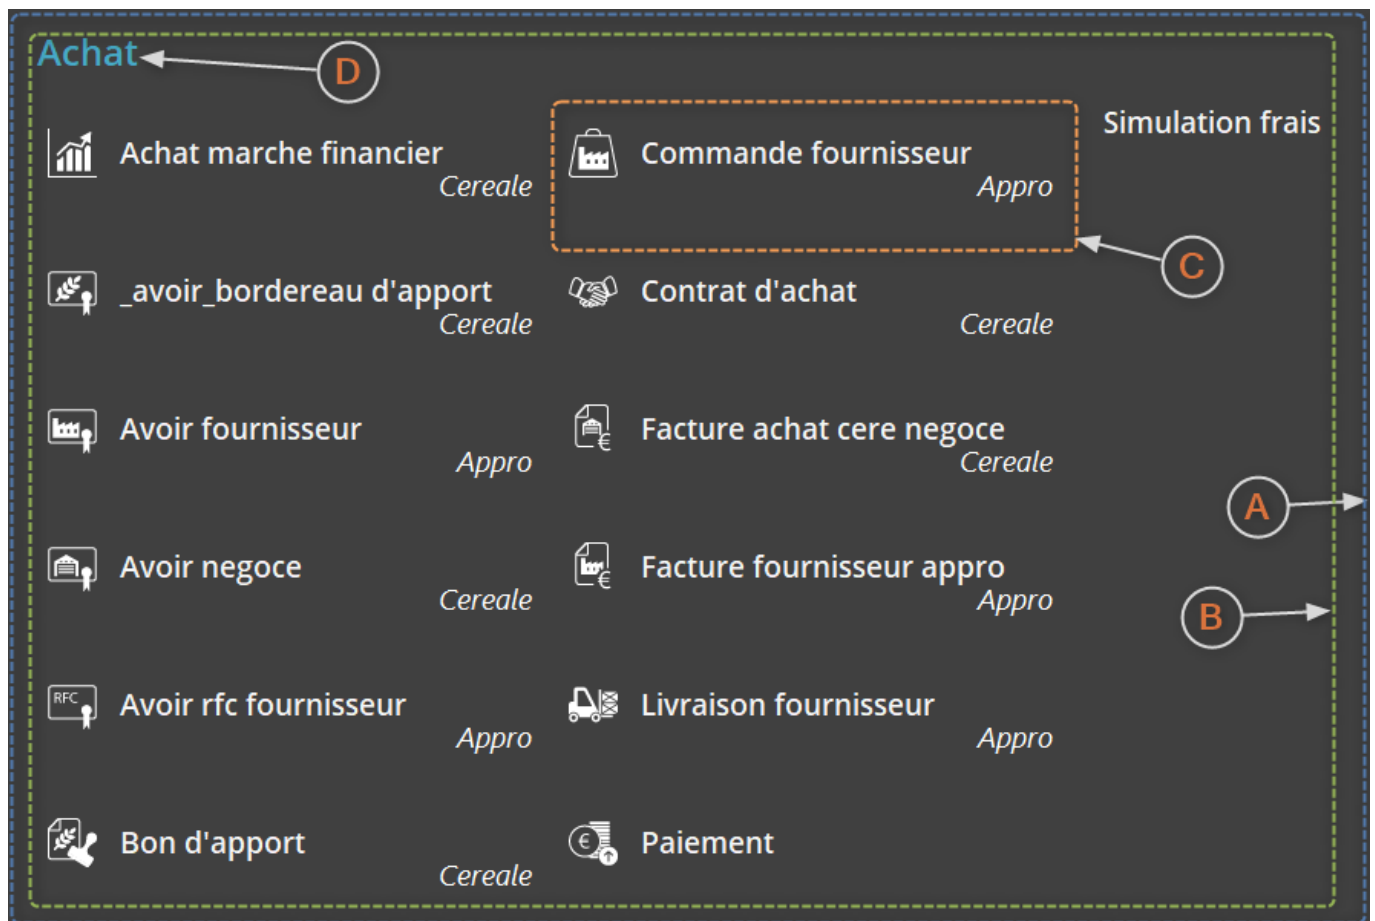 Achat
D
Achat marche financier
Cereale
Commande fournisseur
Appro
Simulation frais
C
_avoir_bordereau d'apport
Cereale
Contrat d'achat
Cereale
Avoir fournisseur
Appro
€
Facture achat cere negoce
Cereale
A
Avoir negoce
Cereale
€
Facture fournisseur appro
Appro
B
RFC
Avoir rfc fournisseur
Appro
Livraison fournisseur
Appro
Bon d'apport
Cereale
€
Paiement